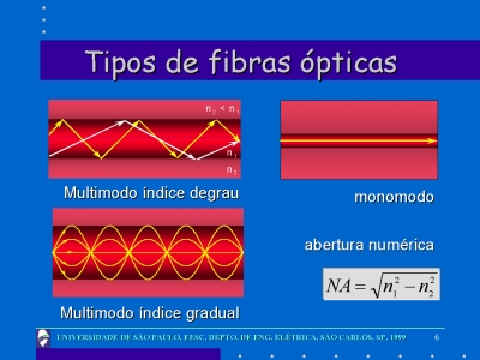 Tipos de fibras ópticas
n₂ < n₁
n₁
n₂
Multimodo índice degrau
monomodo
abertura numérica
NA = √n₁² − n₂²
Multimodo índice gradual
UNIVERSIDADE DE SÃO PAULO, EESC, DEPTO. DE ENG. ELÉTRICA, SÃO CARLOS, SP, 1999
6